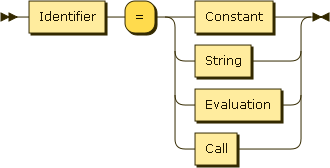 Identifier = Constant
String
Evaluation
Call